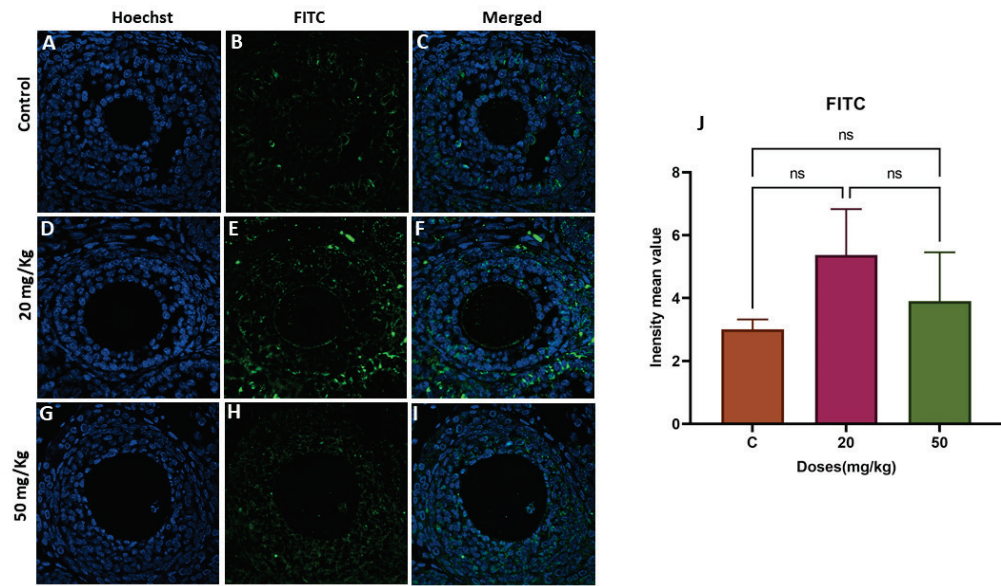 Hoechst FITC Merged
Control
A B C
20 mg/Kg
D E F
50 mg/Kg
G H I
J
FITC
ns
ns ns
Inensity mean value
8
6
4
2
0
C 20 50
Doses(mg/kg)